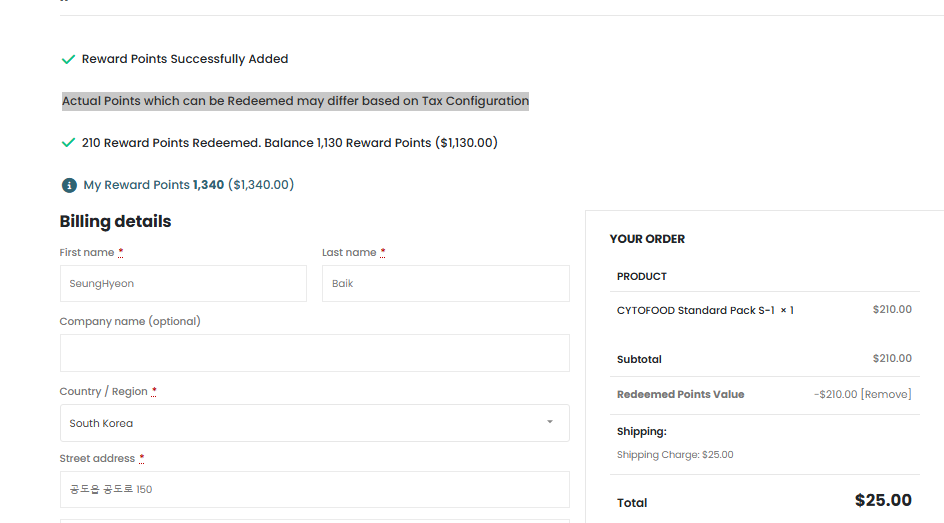 Reward Points Successfully Added
Actual Points which can be Redeemed may differ based on Tax Configuration
210 Reward Points Redeemed. Balance 1,130 Reward Points ($1,130.00)
My Reward Points 1,340 ($1,340.00)
Billing details
First name *
Last name *
SeungHyeon
Baik
Company name (optional)
Country / Region *
South Korea
Street address *
공도읍 공도로 150
YOUR ORDER
PRODUCT
CYTOFOOD Standard Pack S-1 × 1 $210.00
Subtotal $210.00
Redeemed Points Value -$210.00 [Remove]
Shipping:
Shipping Charge: $25.00
Total $25.00